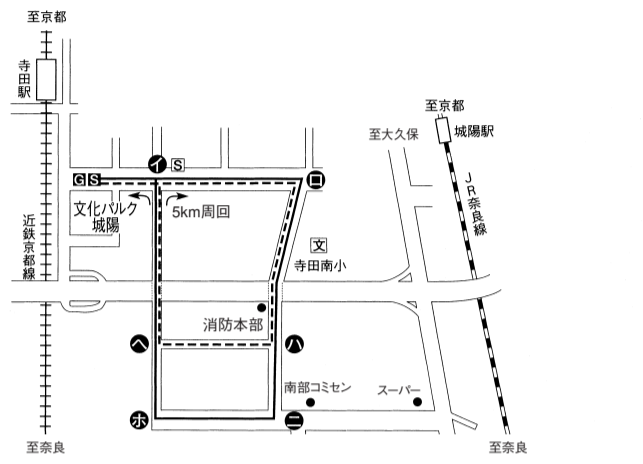 至京都
寺田駅
近鉄京都線
至奈良
イ
S
G S
ロ
文化パルク
城陽
5km周回
文
寺田南小
消防本部
ヘ
ハ
南部コミセン
スーパー
ホ
ニ
至大久保
至京都
城陽駅
JR奈良線
至奈良